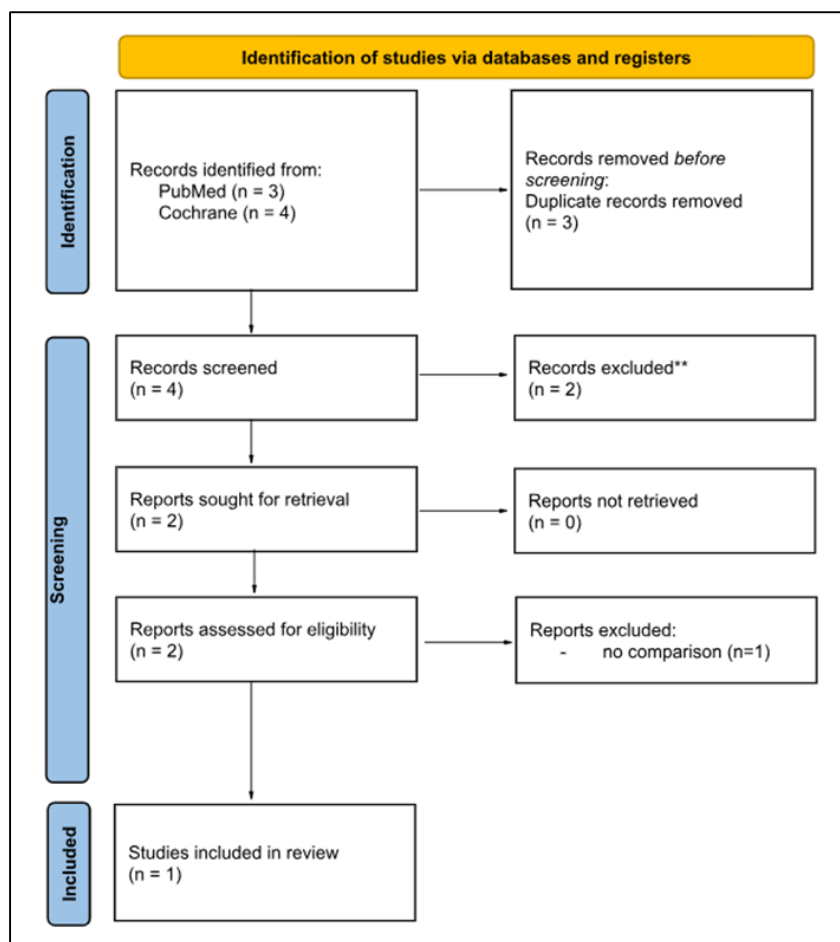 Identification of studies via databases and registers
Identification
Records identified from:
PubMed (n = 3)
Cochrane (n = 4)
Records removed before
screening:
Duplicate records removed
(n = 3)
Screening
Records screened
(n = 4)
Records excluded**
(n = 2)
Reports sought for retrieval
(n = 2)
Reports not retrieved
(n = 0)
Reports assessed for eligibility
(n = 2)
Reports excluded:
- no comparison (n=1)
Included
Studies included in review
(n = 1)